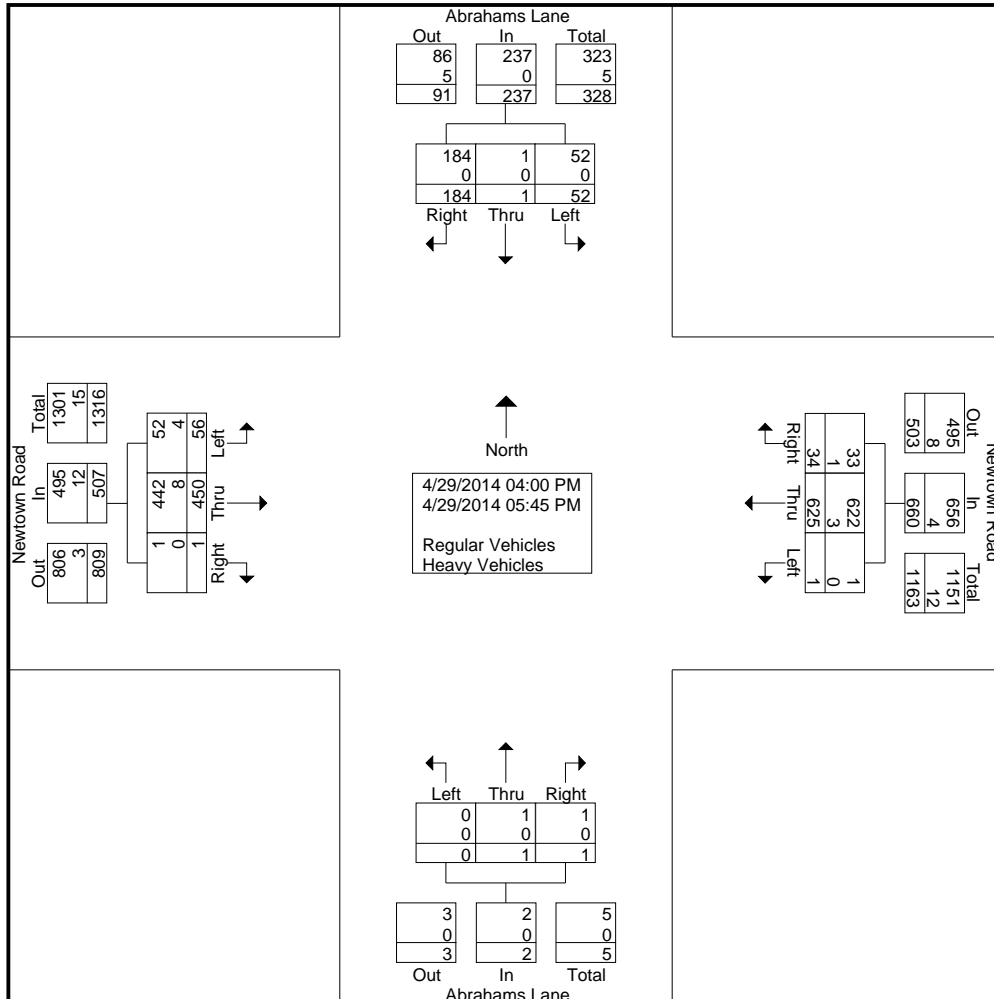 Abrahams Lane
Out In Total
86 237 323
5 0 5
91 237 328
184 1 52
0 0 0
184 1 52
Right Thru Left
Newtown Road
Total In Out
1301 495 806
15 12 3
1316 507 809
52 442 1
4 8 0
56 450 1
Left Thru Right
North
4/29/2014 04:00 PM
4/29/2014 05:45 PM
Regular Vehicles
Heavy Vehicles
Right Thru Left
33 622 1
1 3 0
34 625 1
Newtown Road
Out In Total
495 656 1151
8 4 12
503 660 1163
Left Thru Right
0 1 1
0 0 0
0 1 1
3 2 5
0 0 0
3 2 5
Out In Total
Abrahams Lane